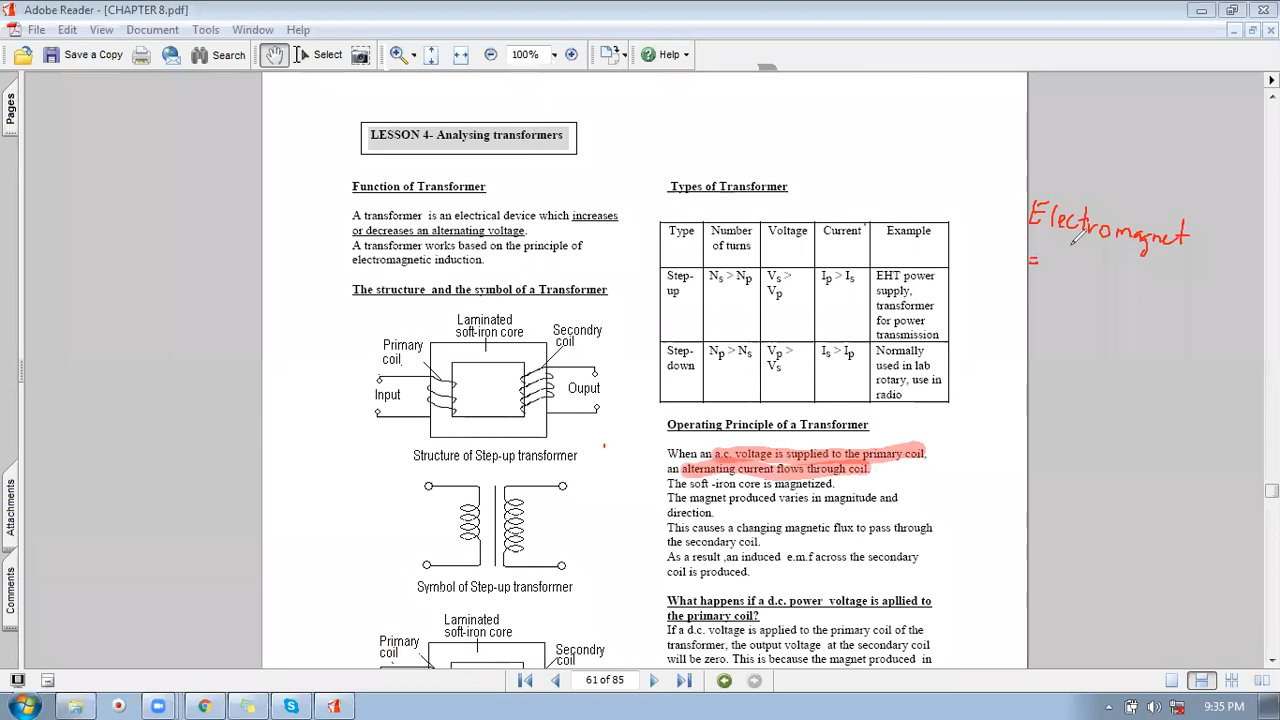 Adobe Reader - [CHAPTER 8.pdf]
File Edit View Document Tools Window Help
Save a Copy Search Select 100% Help
Pages
Attachments
Comments
LESSON 4- Analysing transformers
Function of Transformer
A transformer is an electrical device which increases
or decreases an alternating voltage.
A transformer works based on the principle of
electromagnetic induction.
The structure and the symbol of a Transformer
Laminated
soft-iron core
Primary
coil
Secondry
coil
Input
Ouput
Structure of Step-up transformer
Symbol of Step-up transformer
Laminated
soft-iron core
Primary
coil
Secondry
coil
Types of Transformer
Type Number of turns Voltage Current Example
Step-up Ns > Np Vs > Vp Ip > Is EHT power supply, transformer for power transmission
Step-down Np > Ns Vp > Vs Is > Ip Normally used in lab rotary, use in radio
Operating Principle of a Transformer
When an a.c. voltage is supplied to the primary coil,
an alternating current flows through coil.
The soft -iron core is magnetized.
The magnet produced varies in magnitude and
direction.
This causes a changing magnetic flux to pass through
the secondary coil.
As a result ,an induced e.m.f across the secondary
coil is produced.
What happens if a d.c. power voltage is apllied to
the primary coil?
If a d.c. voltage is applied to the primary coil of the
transformer, the output voltage at the secondary coil
will be zero. This is because the magnet produced in
Electromagnet
=
61 of 85
9:35 PM